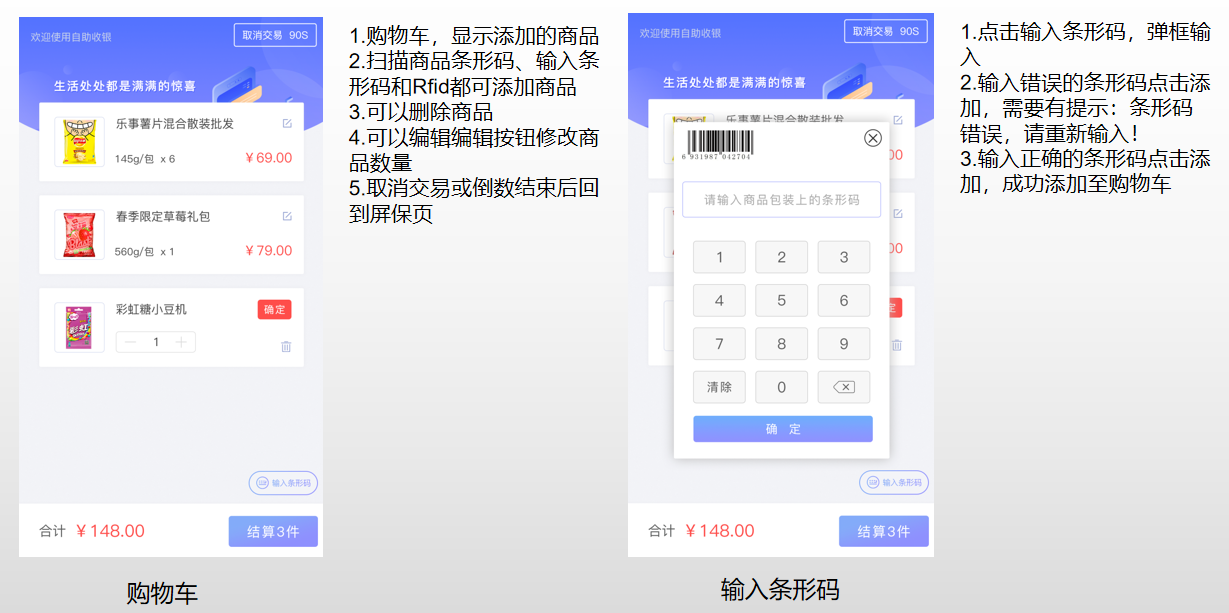 欢迎使用自助收银
取消交易 90S
生活处处都是满满的惊喜
乐事薯片混合散装批发
145g/包 x 6
￥69.00
春季限定草莓礼包
560g/包 x 1
￥79.00
彩虹糖小豆机
确定
1
输入条形码
合计 ￥148.00
结算3件
购物车
1.购物车，显示添加的商品
2.扫描商品条形码、输入条
形码和Rfid都可添加商品
3.可以删除商品
4.可以编辑编辑按钮修改商
品数量
5.取消交易或倒数结束后回
到屏保页
欢迎使用自助收银
取消交易 90S
生活处处都是满满的惊喜
6 931987 042704
请输入商品包装上的条形码
1 2 3
4 5 6
7 8 9
清除 0
确 定
输入条形码
合计 ￥148.00
结算3件
输入条形码
1.点击输入条形码，弹框输
入
2.输入错误的条形码点击添
加，需要有提示：条形码
错误，请重新输入！
3.输入正确的条形码点击添
加，成功添加至购物车